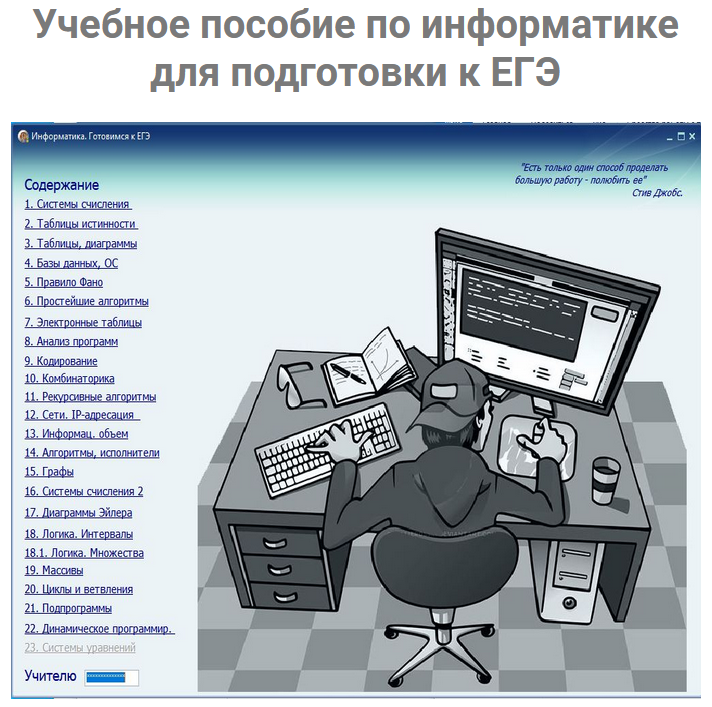 Учебное пособие по информатике
для подготовки к ЕГЭ
Информатика. Готовимся к ЕГЭ
"Есть только один способ проделать
большую работу - полюбить ее"
Стив Джобс.
Содержание
1. Системы счисления
2. Таблицы истинности
3. Таблицы, диаграммы
4. Базы данных, ОС
5. Правило Фано
6. Простейшие алгоритмы
7. Электронные таблицы
8. Анализ программ
9. Кодирование
10. Комбинаторика
11. Рекурсивные алгоритмы
12. Сети. IP-адресация
13. Информац. объем
14. Алгоритмы, исполнители
15. Графы
16. Системы счисления 2
17. Диаграммы Эйлера
18. Логика. Интервалы
18.1. Логика. Множества
19. Массивы
20. Циклы и ветвления
21. Подпрограммы
22. Динамическое программир.
23. Системы уравнений
Учителю